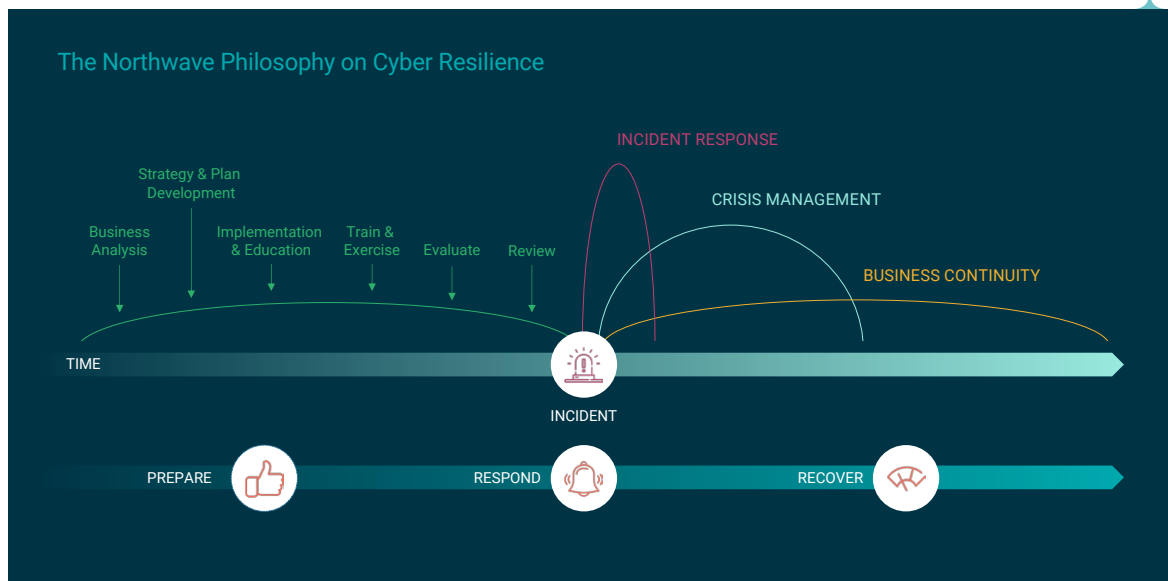 The Northwave Philosophy on Cyber Resilience
INCIDENT RESPONSE
Strategy & Plan
Development
CRISIS MANAGEMENT
Business
Analysis
Implementation
& Education
Train &
Exercise
Evaluate
Review
BUSINESS CONTINUITY
TIME
INCIDENT
PREPARE
RESPOND
RECOVER